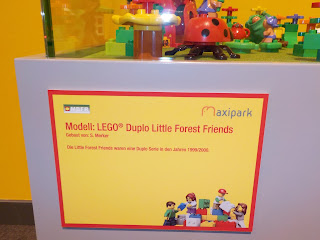 maxipark
Modell: LEGO® Duplo Little Forest Friends
Gebaut von: S. Merker
Die Little Forest Friends waren eine Duplo Serie in den Jahren 1999/2000.